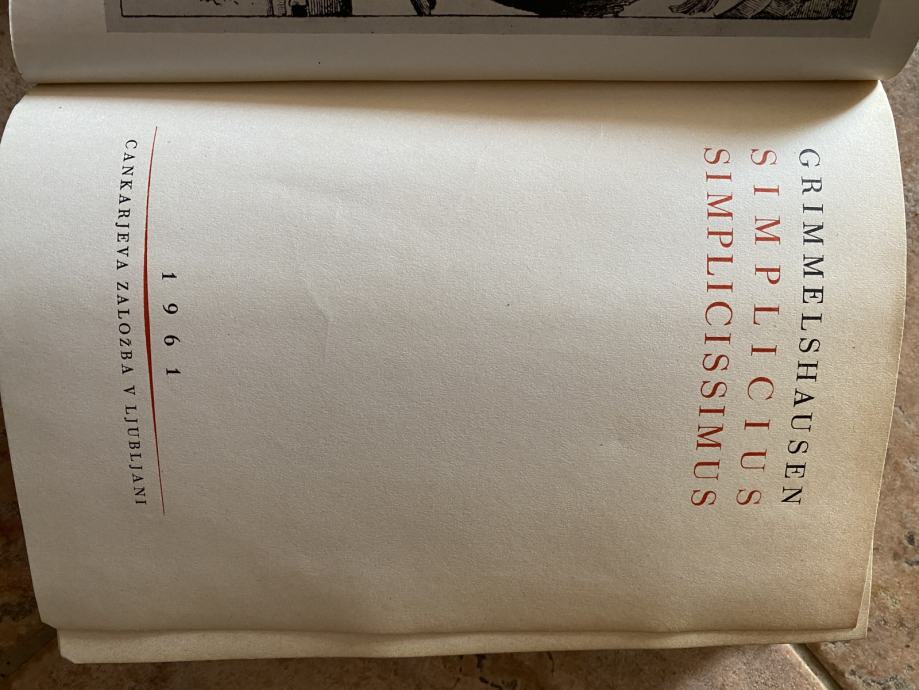 GRIMMELSHAUSEN
SIMPLICIUS
SIMPLICISSIMUS
1961
CANKARJEVA ZALOŽBA V LJUBLJANI